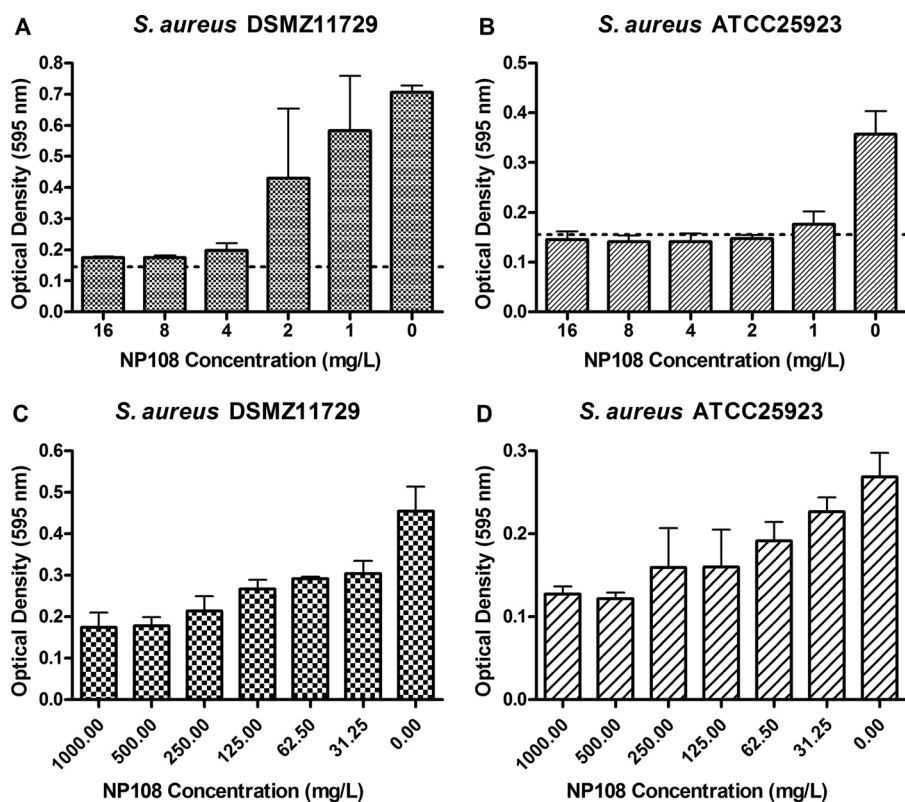 A
S. aureus DSMZ11729
Optical Density (595 nm)
0.8
0.7
0.6
0.5
0.4
0.3
0.2
0.1
0.0
16 8 4 2 1 0
NP108 Concentration (mg/L)
B
S. aureus ATCC25923
Optical Density (595 nm)
0.5
0.4
0.3
0.2
0.1
0.0
16 8 4 2 1 0
NP108 Concentration (mg/L)
C
S. aureus DSMZ11729
Optical Density (595 nm)
0.6
0.5
0.4
0.3
0.2
0.1
0.0
1000.00 500.00 250.00 125.00 62.50 31.25 0.00
NP108 Concentration (mg/L)
D
S. aureus ATCC25923
Optical Density (595 nm)
0.3
0.2
0.1
0.0
1000.00 500.00 250.00 125.00 62.50 31.25 0.00
NP108 Concentration (mg/L)